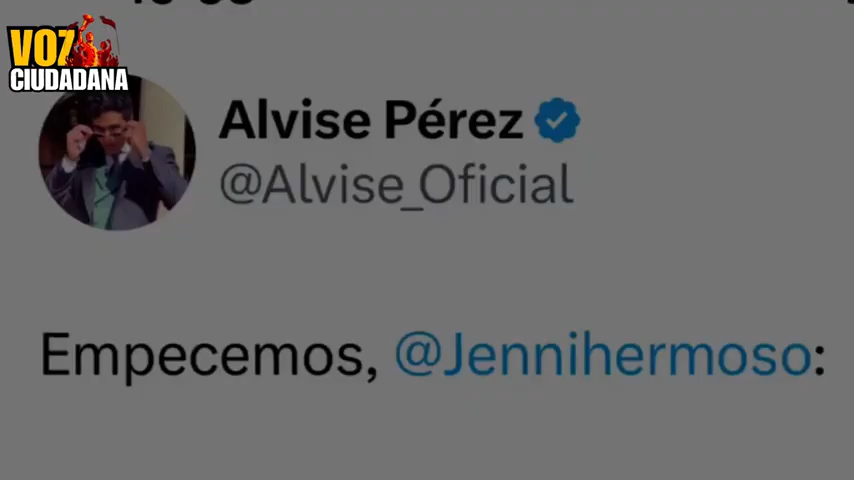 VOZ
CIUDADANA
Alvise Pérez
@Alvise_Oficial
Empecemos, @Jennihermoso: